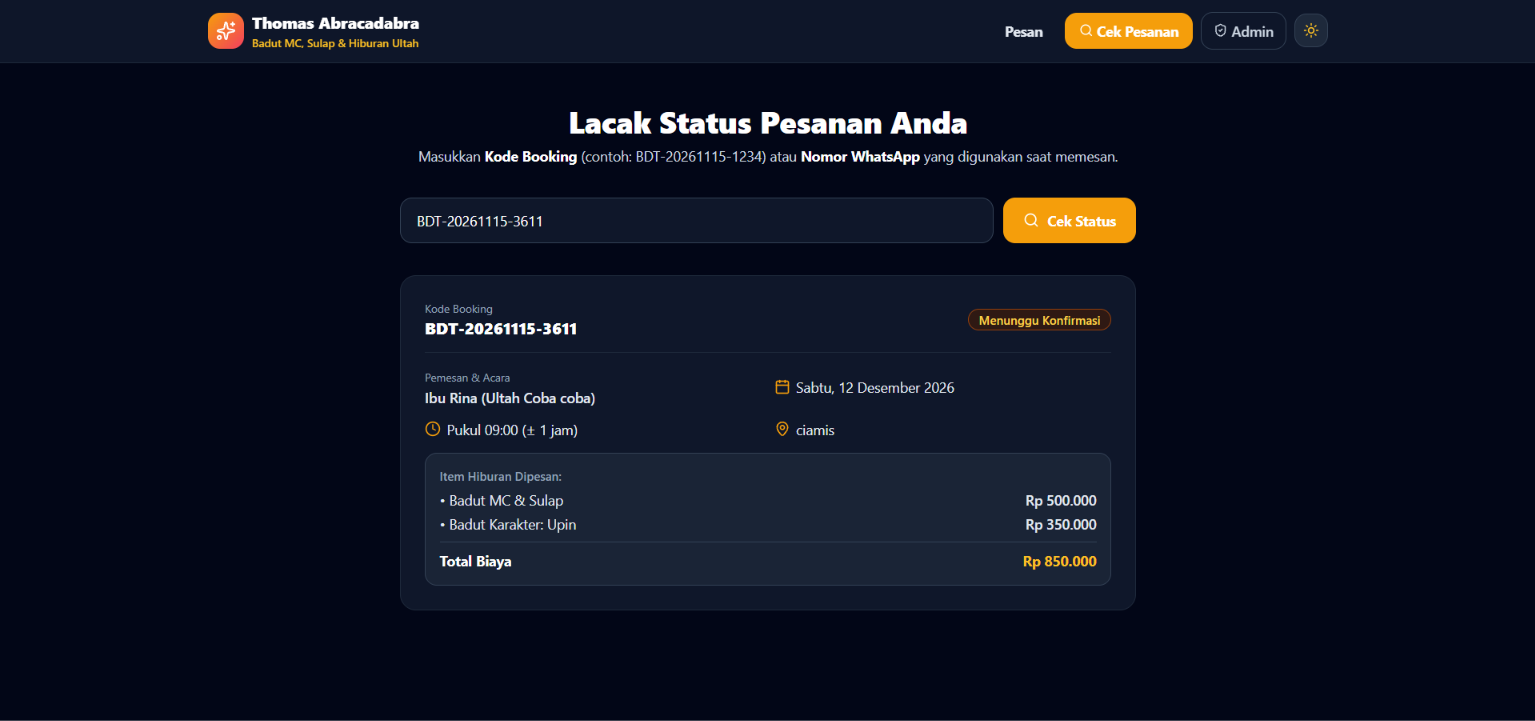 Thomas Abracadabra
Badut MC, Sulap & Hiburan Ultah
Pesan
Cek Pesanan
Admin
Lacak Status Pesanan Anda
Masukkan Kode Booking (contoh: BDT-20261115-1234) atau Nomor WhatsApp yang digunakan saat memesan.
BDT-20261115-3611
Cek Status
Kode Booking
BDT-20261115-3611
Menunggu Konfirmasi
Pemesan & Acara
Ibu Rina (Ultah Coba coba)
Sabtu, 12 Desember 2026
Pukul 09:00 (± 1 jam)
ciamis
Item Hiburan Dipesan:
• Badut MC & Sulap Rp 500.000
• Badut Karakter: Upin Rp 350.000
Total Biaya Rp 850.000